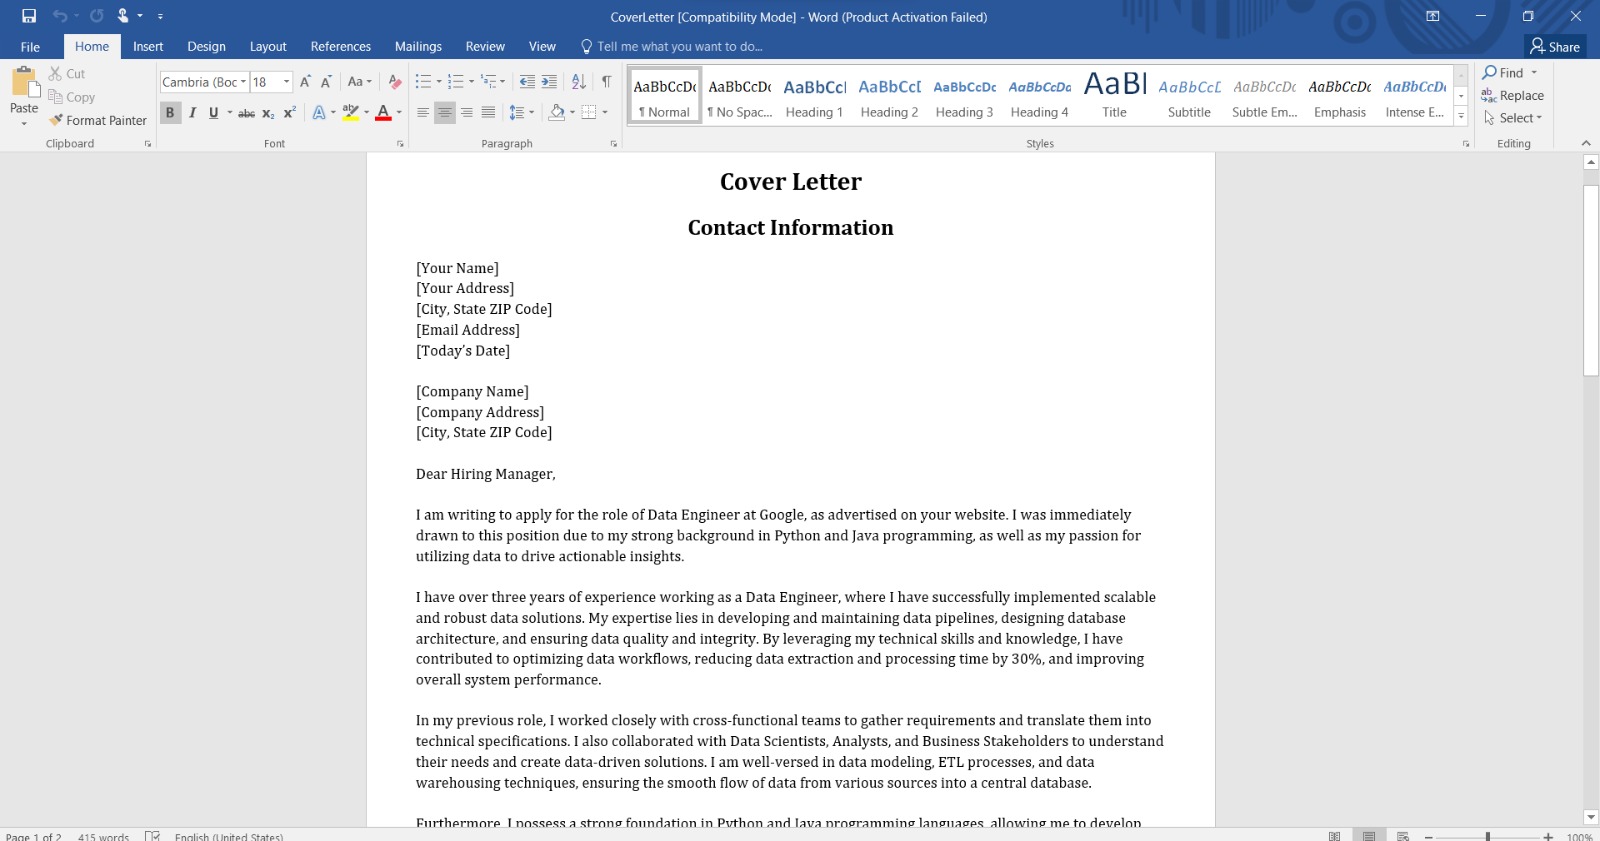 CoverLetter [Compatibility Mode] - Word (Product Activation Failed)
File Home Insert Design Layout References Mailings Review View Tell me what you want to do... Share
Paste
Cut
Copy
Format Painter
Clipboard
Cambria (Boc 18
Aa
B I U abc x₂ x² A ab A
Font
Paragraph
AaBbCcDc AaBbCcDc AaBbCcI AaBbCcI AaBbCcDc AaBbCcDc AaBI AaBbCcL AaBbCcDc AaBbCcDc AaBbCcDi
¶ Normal ¶ No Spac... Heading 1 Heading 2 Heading 3 Heading 4 Title Subtitle Subtle Em... Emphasis Intense E...
Styles
Find
Replace
Select
Editing
Cover Letter
Contact Information
[Your Name]
[Your Address]
[City, State ZIP Code]
[Email Address]
[Today's Date]
[Company Name]
[Company Address]
[City, State ZIP Code]
Dear Hiring Manager,
I am writing to apply for the role of Data Engineer at Google, as advertised on your website. I was immediately
drawn to this position due to my strong background in Python and Java programming, as well as my passion for
utilizing data to drive actionable insights.
I have over three years of experience working as a Data Engineer, where I have successfully implemented scalable
and robust data solutions. My expertise lies in developing and maintaining data pipelines, designing database
architecture, and ensuring data quality and integrity. By leveraging my technical skills and knowledge, I have
contributed to optimizing data workflows, reducing data extraction and processing time by 30%, and improving
overall system performance.
In my previous role, I worked closely with cross-functional teams to gather requirements and translate them into
technical specifications. I also collaborated with Data Scientists, Analysts, and Business Stakeholders to understand
their needs and create data-driven solutions. I am well-versed in data modeling, ETL processes, and data
warehousing techniques, ensuring the smooth flow of data from various sources into a central database.
Furthermore, I possess a strong foundation in Python and Java programming languages, allowing me to develop
Page 1 of 2 415 words English (United States) 100%